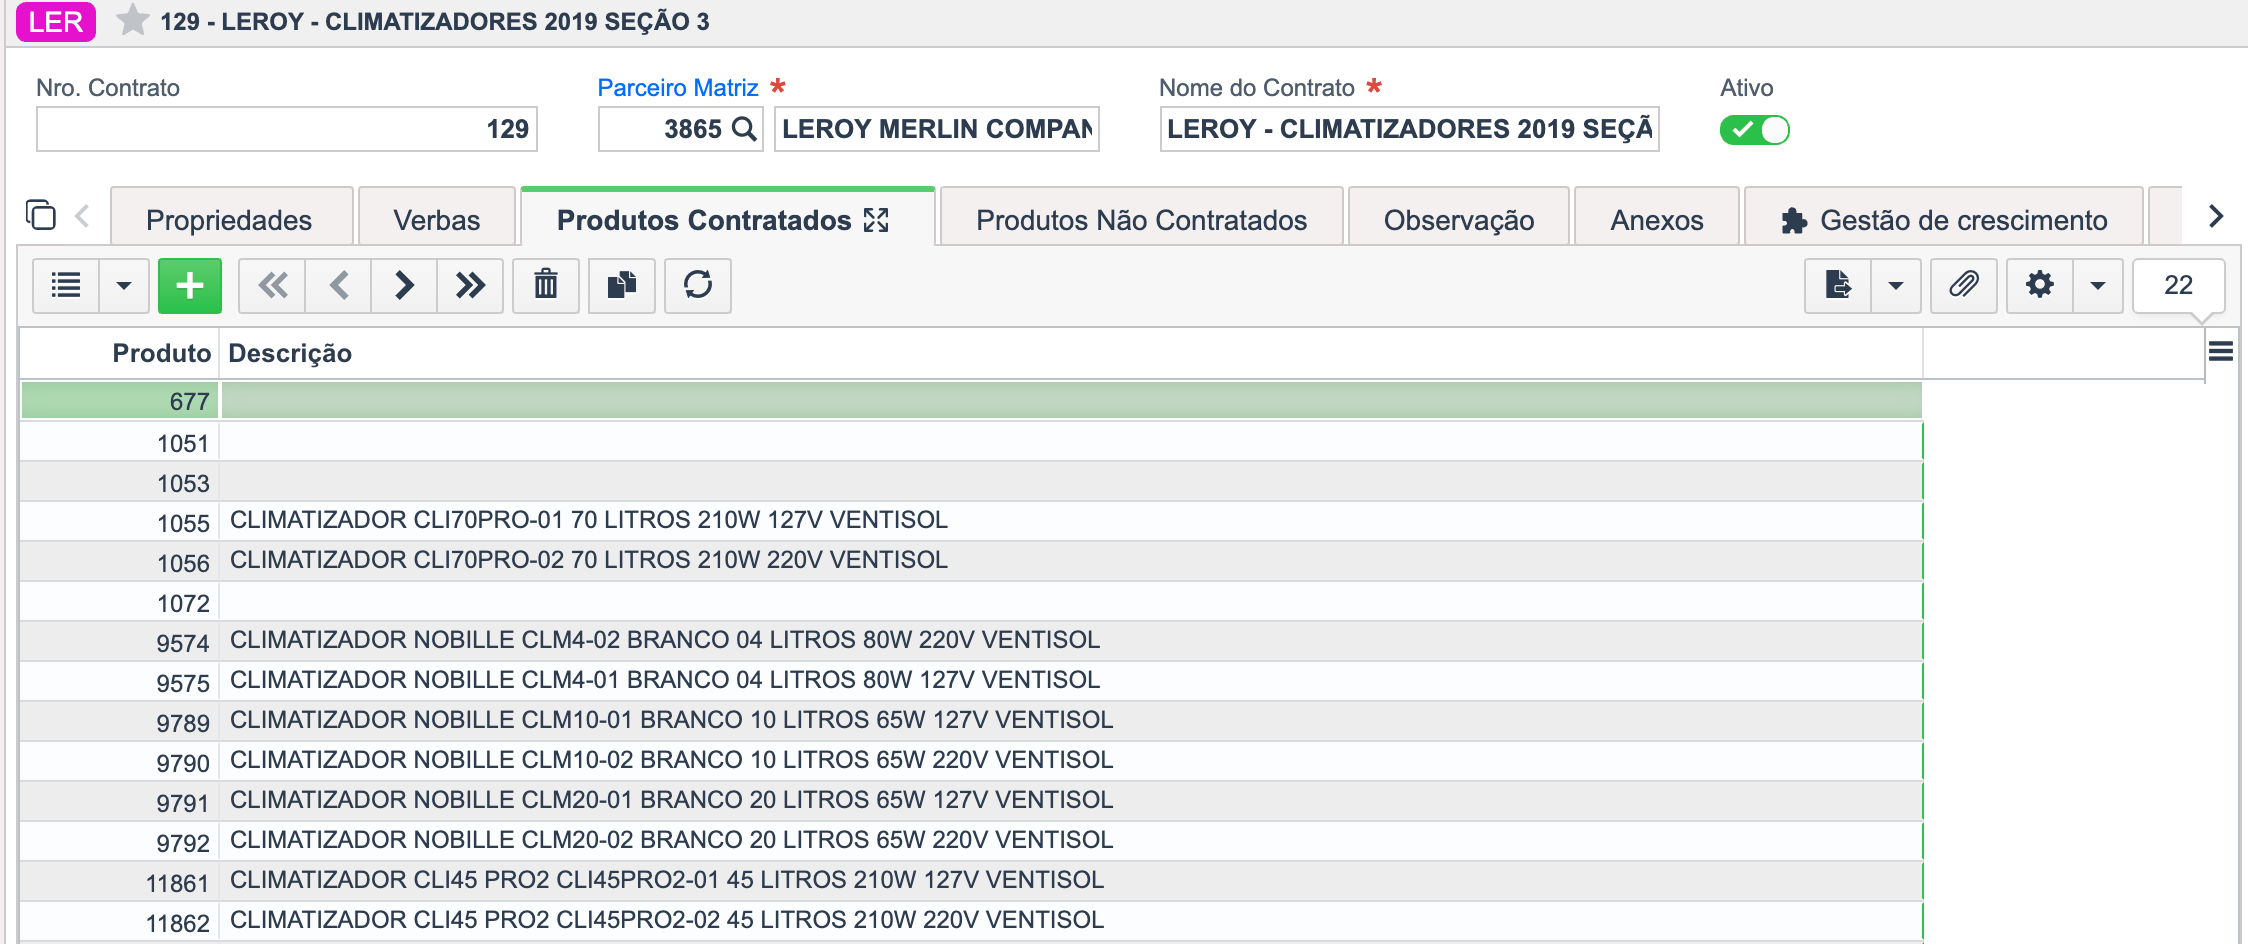 LER 129 - LEROY - CLIMATIZADORES 2019 SEÇÃO 3
Nro. Contrato Parceiro Matriz * Nome do Contrato * Ativo
129 3865 LEROY MERLIN COMPAN LEROY - CLIMATIZADORES 2019 SEÇÃ
Propriedades Verbas Produtos Contratados Produtos Não Contratados Observação Anexos Gestão de crescimento
22
Produto Descrição
677
1051
1053
1055 CLIMATIZADOR CLI70PRO-01 70 LITROS 210W 127V VENTISOL
1056 CLIMATIZADOR CLI70PRO-02 70 LITROS 210W 220V VENTISOL
1072
9574 CLIMATIZADOR NOBILLE CLM4-02 BRANCO 04 LITROS 80W 220V VENTISOL
9575 CLIMATIZADOR NOBILLE CLM4-01 BRANCO 04 LITROS 80W 127V VENTISOL
9789 CLIMATIZADOR NOBILLE CLM10-01 BRANCO 10 LITROS 65W 127V VENTISOL
9790 CLIMATIZADOR NOBILLE CLM10-02 BRANCO 10 LITROS 65W 220V VENTISOL
9791 CLIMATIZADOR NOBILLE CLM20-01 BRANCO 20 LITROS 65W 127V VENTISOL
9792 CLIMATIZADOR NOBILLE CLM20-02 BRANCO 20 LITROS 65W 220V VENTISOL
11861 CLIMATIZADOR CLI45 PRO2 CLI45PRO2-01 45 LITROS 210W 127V VENTISOL
11862 CLIMATIZADOR CLI45 PRO2 CLI45PRO2-02 45 LITROS 210W 220V VENTISOL